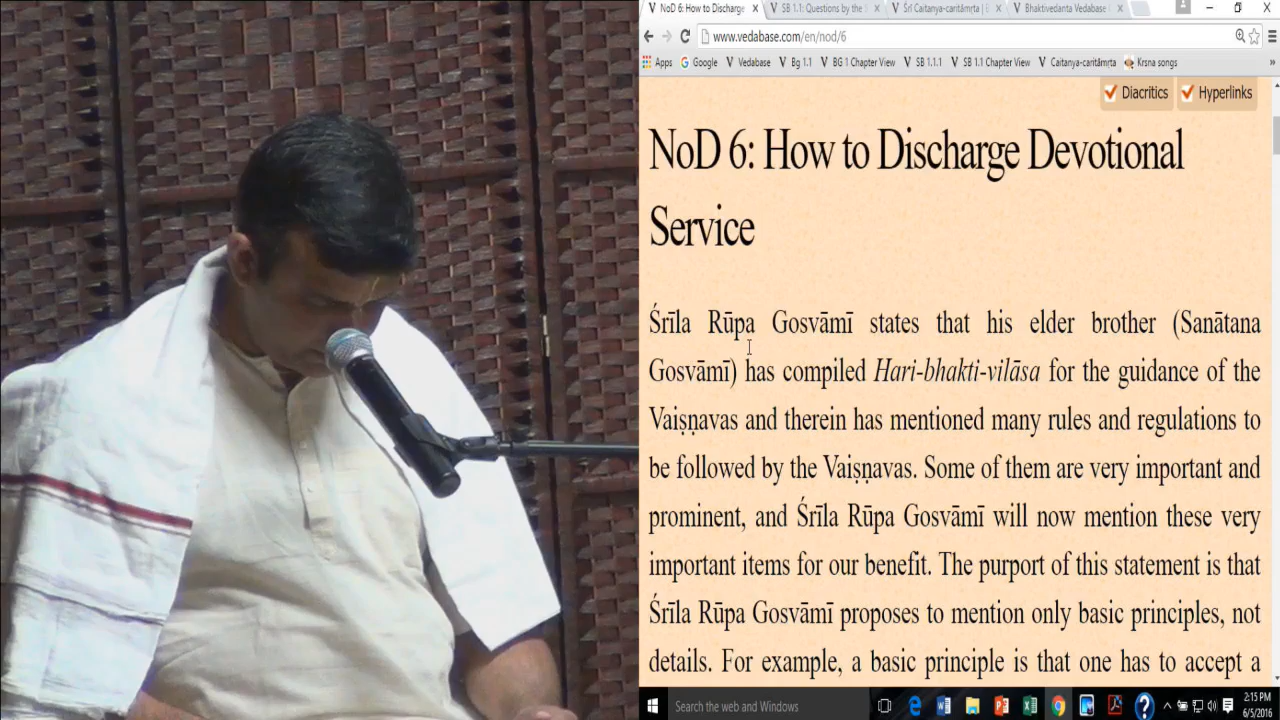 NoD 6: How to Discharge
SB 1.1: Questions by the
Śrī Caitanya-caritāmṛta |
Bhaktivedanta Vedabase
www.vedabase.com/en/nod/6
Apps Google Vedabase Bg 1.1 BG 1 Chapter View SB 1.1.1 SB 1.1 Chapter View Caitanya-caritāmṛta Krsna songs »
Diacritics Hyperlinks
NoD 6: How to Discharge Devotional
Service
Śrīla Rūpa Gosvāmī states that his elder brother (Sanātana
Gosvāmī) has compiled Hari-bhakti-vilāsa for the guidance of the
Vaiṣṇavas and therein has mentioned many rules and regulations to
be followed by the Vaiṣṇavas. Some of them are very important and
prominent, and Śrīla Rūpa Gosvāmī will now mention these very
important items for our benefit. The purport of this statement is that
Śrīla Rūpa Gosvāmī proposes to mention only basic principles, not
details. For example, a basic principle is that one has to accept a
Search the web and Windows
2:15 PM
6/5/2016